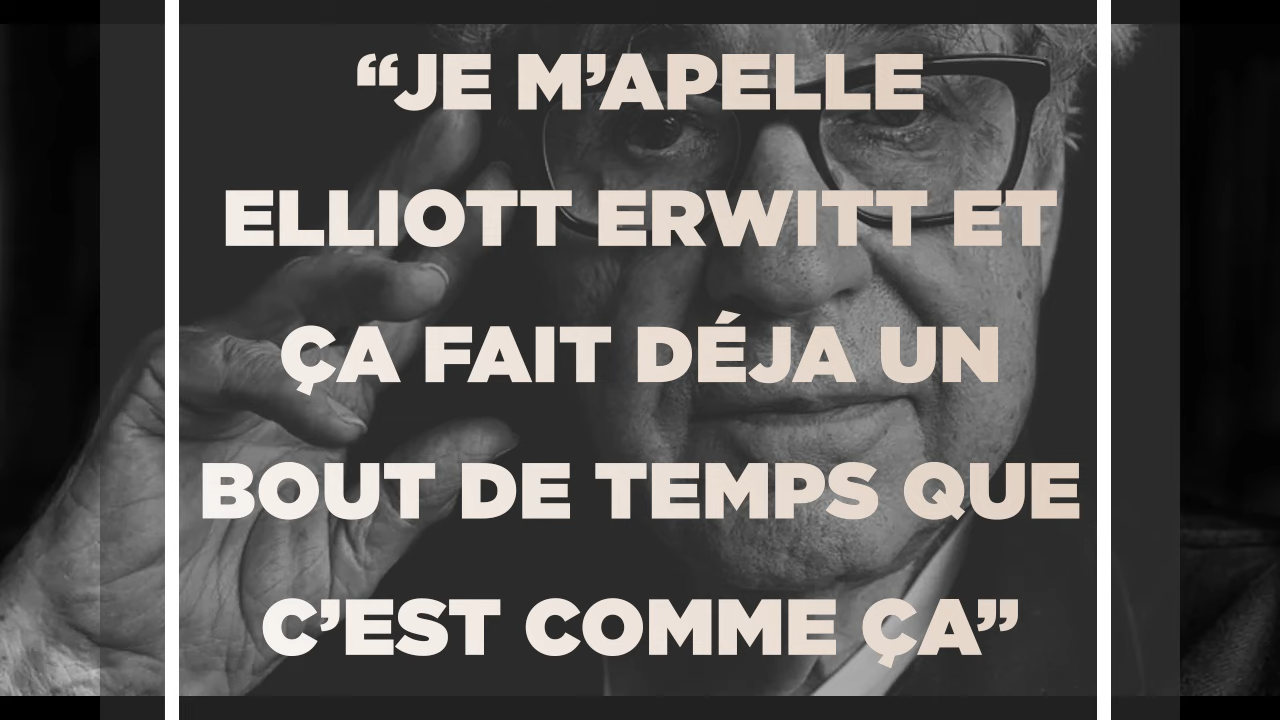 “JE M’APELLE
ELLIOTT ERWITT ET
ÇA FAIT DÉJA UN
BOUT DE TEMPS QUE
C’EST COMME ÇA”